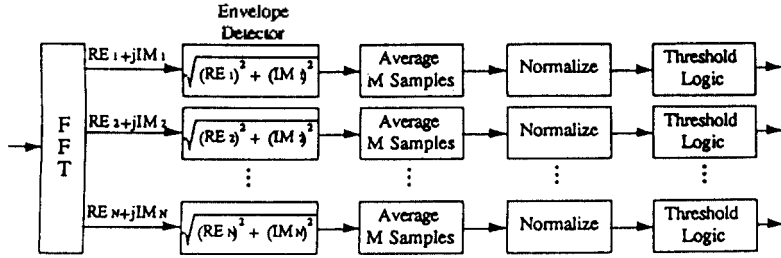 Envelope
Detector
RE 1+jIM 1
√(RE 1)² + (IM 1)²
Average
M Samples
Normalize
Threshold
Logic
F
F
T
RE 2+jIM 2
√(RE 2)² + (IM 2)²
Average
M Samples
Normalize
Threshold
Logic
RE N+jIM N
√(RE N)² + (IM N)²
Average
M Samples
Normalize
Threshold
Logic